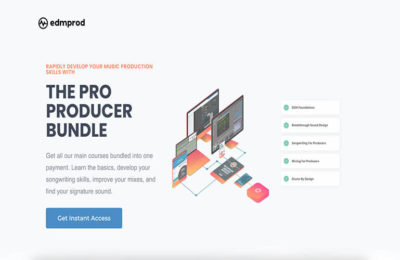 edmprod
RAPIDLY DEVELOP YOUR MUSIC PRODUCTION
SKILLS WITH
THE PRO
PRODUCER
BUNDLE
Get all our main courses bundled into one
payment. Learn the basics, develop your
songwriting skills, improve your mixes, and
find your signature sound.
Get Instant Access
EDM Foundations
Breakthrough Sound Design
Songwriting For Producers
Mixing For Producers
Drums By Design